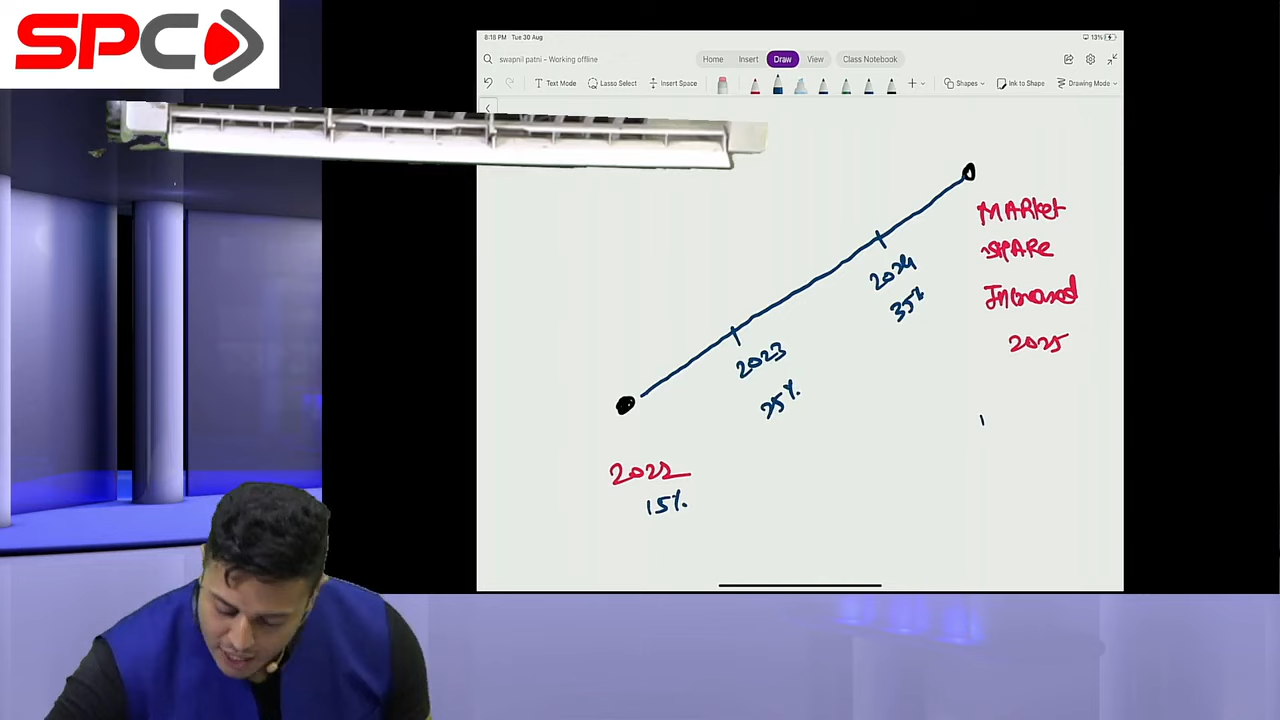 SPC
8:18 PM Tue 30 Aug
13%
swapnil patni - Working offline
Home Insert Draw View Class Notebook
Text Mode Lasso Select Insert Space Shapes Ink to Shape Drawing Mode
MARket
SHARe
Increased
2025
2024
35%
2023
25%
2022
15%